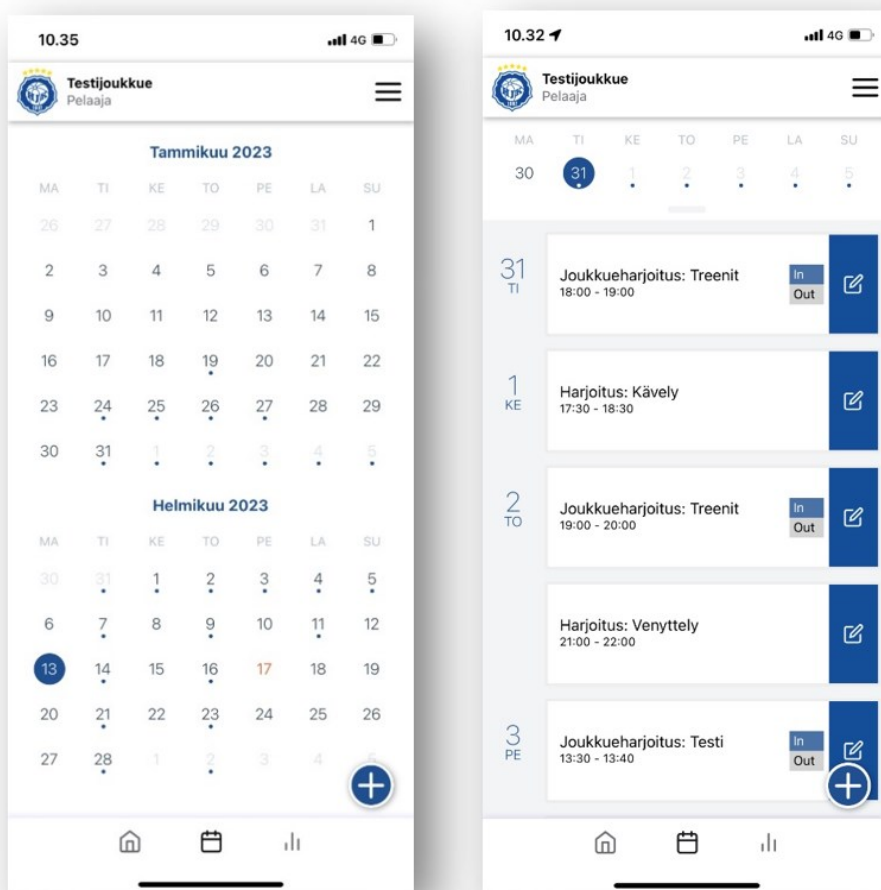 10.35
4G
Testijoukkue
Pelaaja
Tammikuu 2023
MA TI KE TO PE LA SU
26 27 28 29 30 31 1
2 3 4 5 6 7 8
9 10 11 12 13 14 15
16 17 18 19 20 21 22
23 24 25 26 27 28 29
30 31 1 2 3 4 5
Helmikuu 2023
MA TI KE TO PE LA SU
30 31 1 2 3 4 5
6 7 8 9 10 11 12
13 14 15 16 17 18 19
20 21 22 23 24 25 26
27 28 1 2 3 4 5
10.32
4G
Testijoukkue
Pelaaja
MA TI KE TO PE LA SU
30 31 1 2 3 4 5
31
TI
Joukkueharjoitus: Treenit
18:00 - 19:00
In
Out
1
KE
Harjoitus: Kävely
17:30 - 18:30
2
TO
Joukkueharjoitus: Treenit
19:00 - 20:00
In
Out
Harjoitus: Venyttely
21:00 - 22:00
3
PE
Joukkueharjoitus: Testi
13:30 - 13:40
In
Out